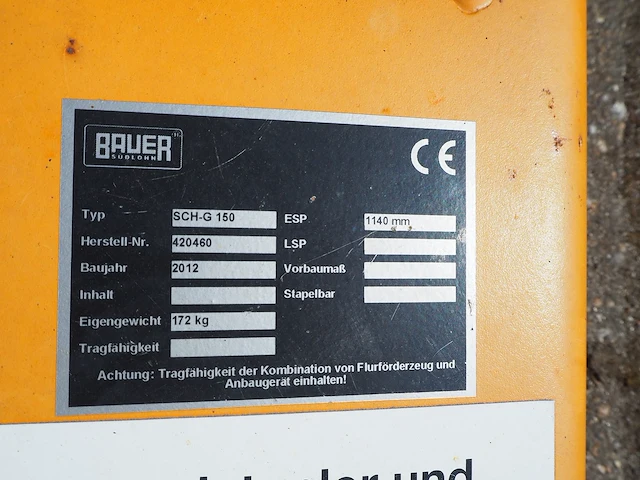 BAUER
SÜDLOHN
CE
Typ SCH-G 150 ESP 1140 mm
Herstell-Nr. 420460 LSP
Baujahr 2012 Vorbaumaß
Inhalt Stapelbar
Eigengewicht 172 kg
Tragfähigkeit
Achtung: Tragfähigkeit der Kombination von Flurförderzeug und
Anbaugerät einhalten!
und